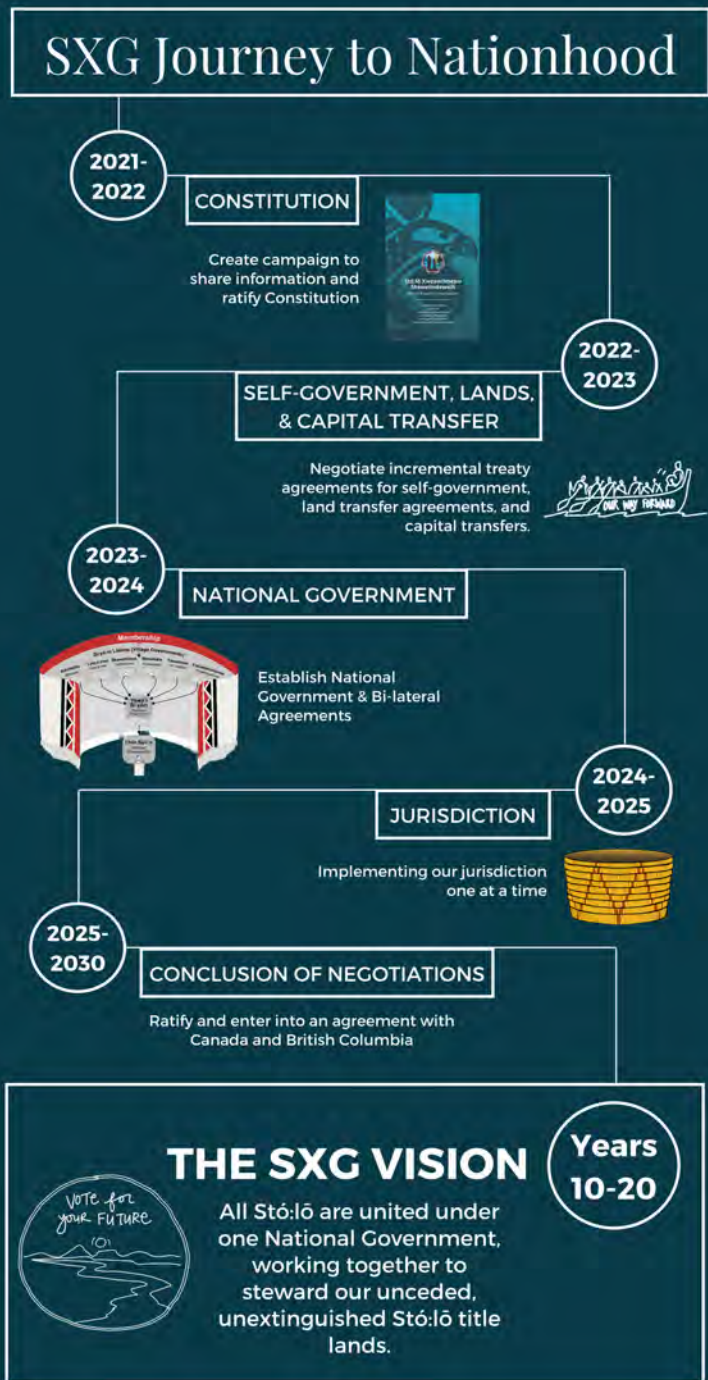 SXG Journey to Nationhood
2021-
2022
CONSTITUTION
Create campaign to
share information and
ratify Constitution
2022-
2023
SELF-GOVERNMENT, LANDS,
& CAPITAL TRANSFER
Negotiate incremental treaty
agreements for self-government,
land transfer agreements, and
capital transfers.
OUR WAY FORWARD
2023-
2024
NATIONAL GOVERNMENT
Membership
Establish National
Government & Bi-lateral
Agreements
2024-
2025
JURISDICTION
Implementing our jurisdiction
one at a time
2025-
2030
CONCLUSION OF NEGOTIATIONS
Ratify and enter into an agreement with
Canada and British Columbia
Years
10-20
THE SXG VISION
VOTE for
your FUTURE
All Stó:lō are united under
one National Government,
working together to
steward our unceded,
unextinguished Stó:lō title
lands.